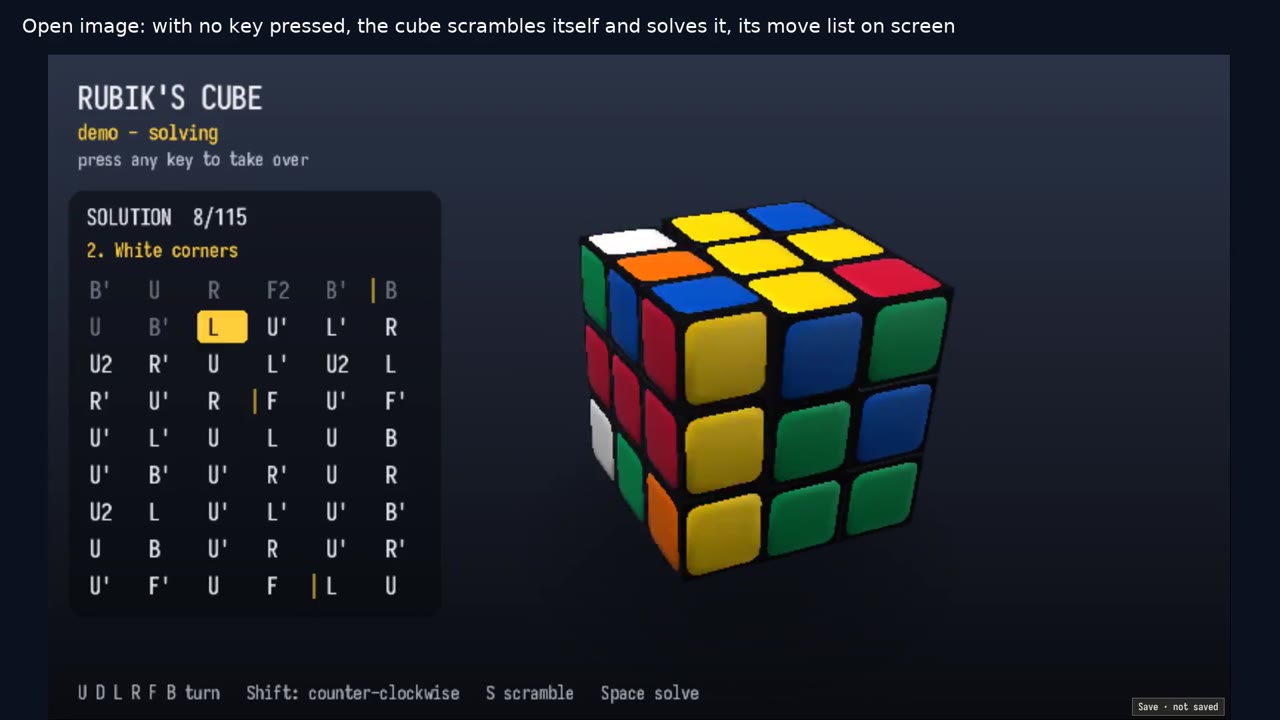 Open image: with no key pressed, the cube scrambles itself and solves it, its move list on screen
RUBIK'S CUBE
demo - solving
press any key to take over
SOLUTION 8/115
2. White corners
B' U R F2 B' | B
U B' L U' L' R
U2 R' U L' U2 L
R' U' R | F U' F'
U' L' U L U B
U' B' U' R' U R
U2 L U' L' U' B'
U B U' R U' R'
U' F' U F | L U
U D L R F B turn Shift: counter-clockwise S scramble Space solve
Save · not saved